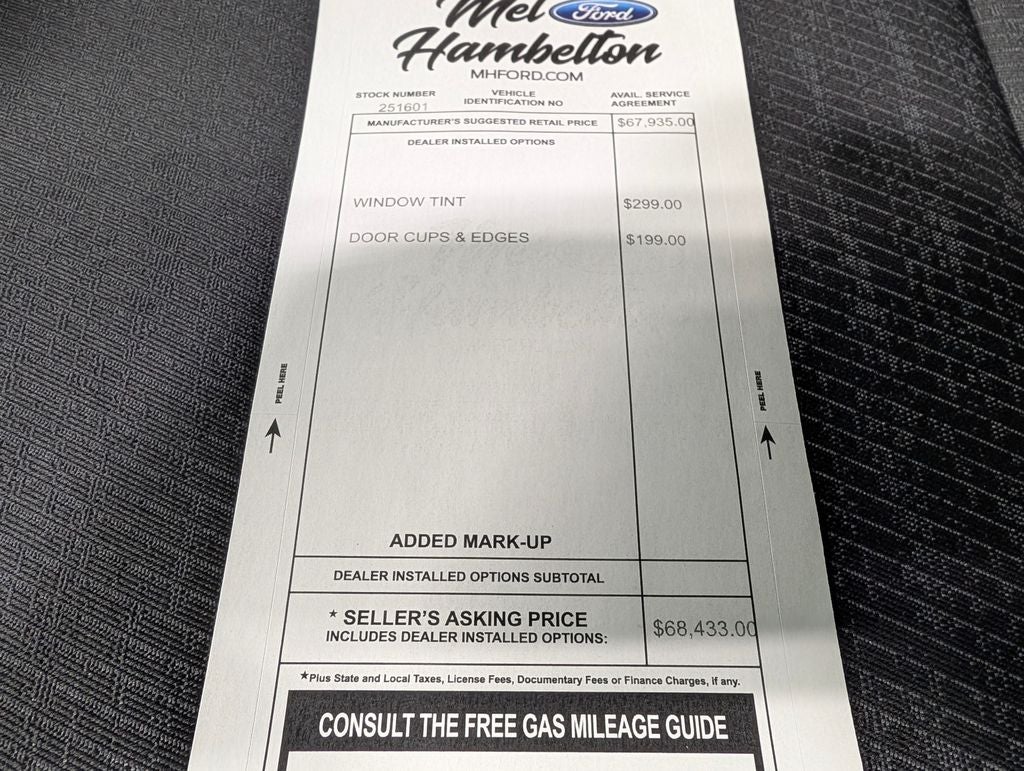 Mel Ford
Hambelton
MHFORD.COM
STOCK NUMBER VEHICLE IDENTIFICATION NO AVAIL. SERVICE AGREEMENT
251601
MANUFACTURER'S SUGGESTED RETAIL PRICE $67,935.00
DEALER INSTALLED OPTIONS
WINDOW TINT $299.00
DOOR CUPS & EDGES $199.00
PEEL HERE
PEEL HERE
ADDED MARK-UP
DEALER INSTALLED OPTIONS SUBTOTAL
* SELLER'S ASKING PRICE
INCLUDES DEALER INSTALLED OPTIONS: $68,433.00
*Plus State and Local Taxes, License Fees, Documentary Fees or Finance Charges, if any.
CONSULT THE FREE GAS MILEAGE GUIDE